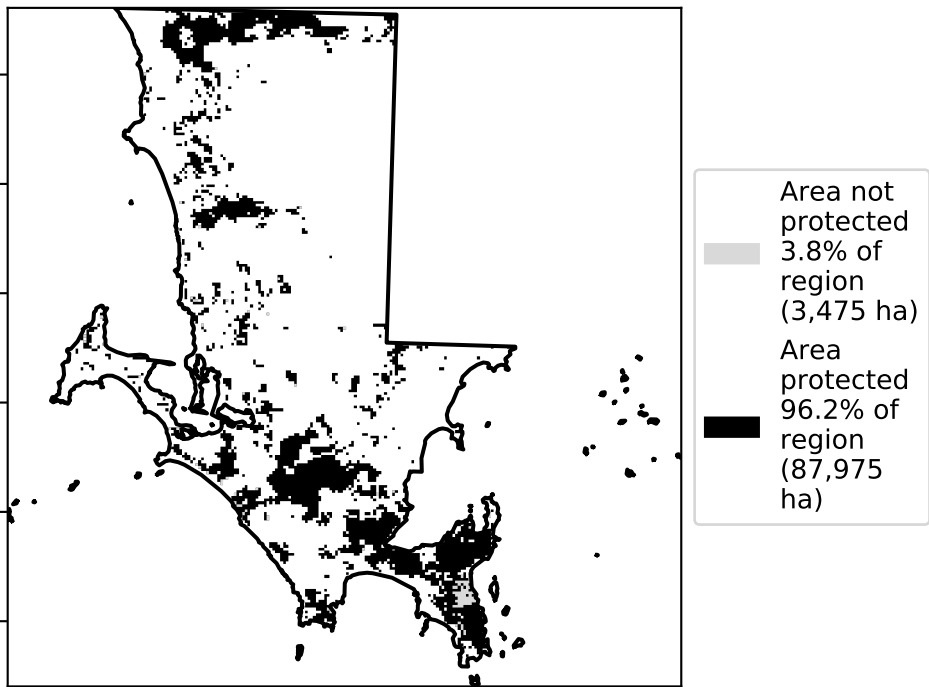 Area not
protected
3.8% of
region
(3,475 ha)
Area
protected
96.2% of
region
(87,975
ha)